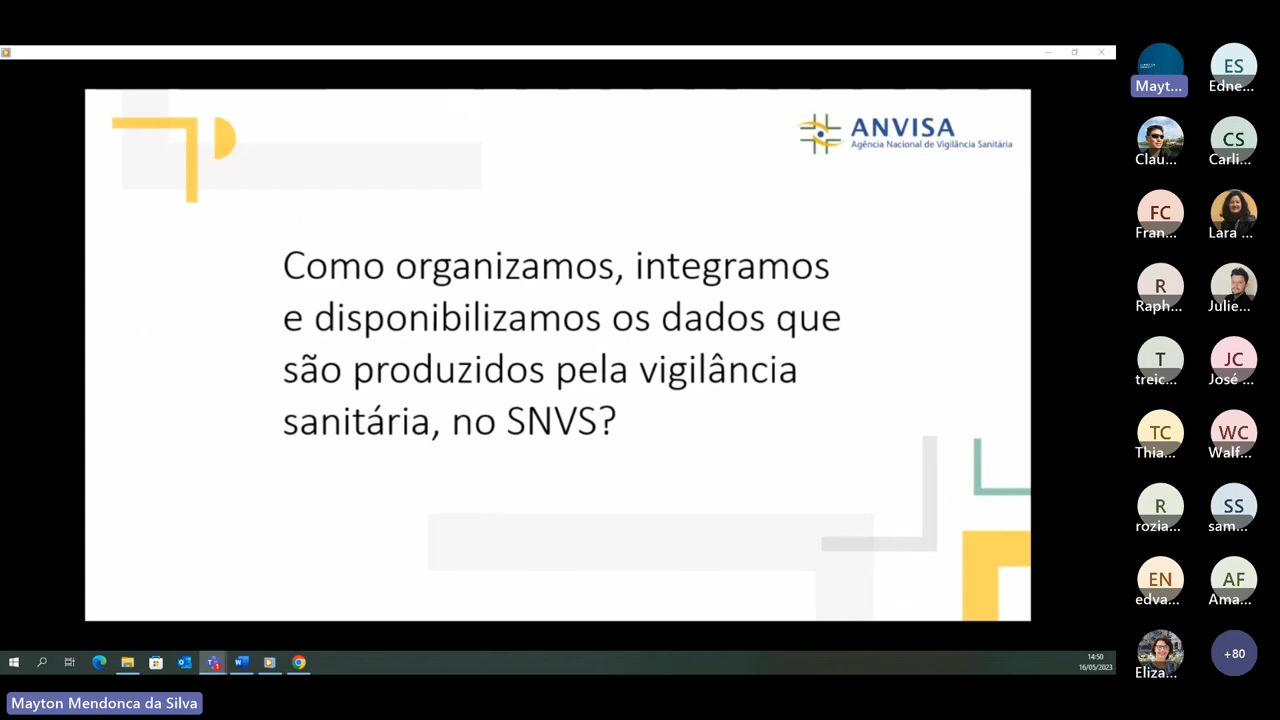 ANVISA
Agência Nacional de Vigilância Sanitária
Como organizamos, integramos
e disponibilizamos os dados que
são produzidos pela vigilância
sanitária, no SNVS?
Mayt...
ES
Edne...
Clau...
CS
Carli...
FC
Fran...
Lara ...
R
Raph...
Julie...
T
treic...
JC
José ...
TC
Thia...
WC
Walf...
R
rozia...
SS
sam...
EN
edva...
AF
Ama...
Eliza...
+80
14:50
16/05/2023
Mayton Mendonca da Silva